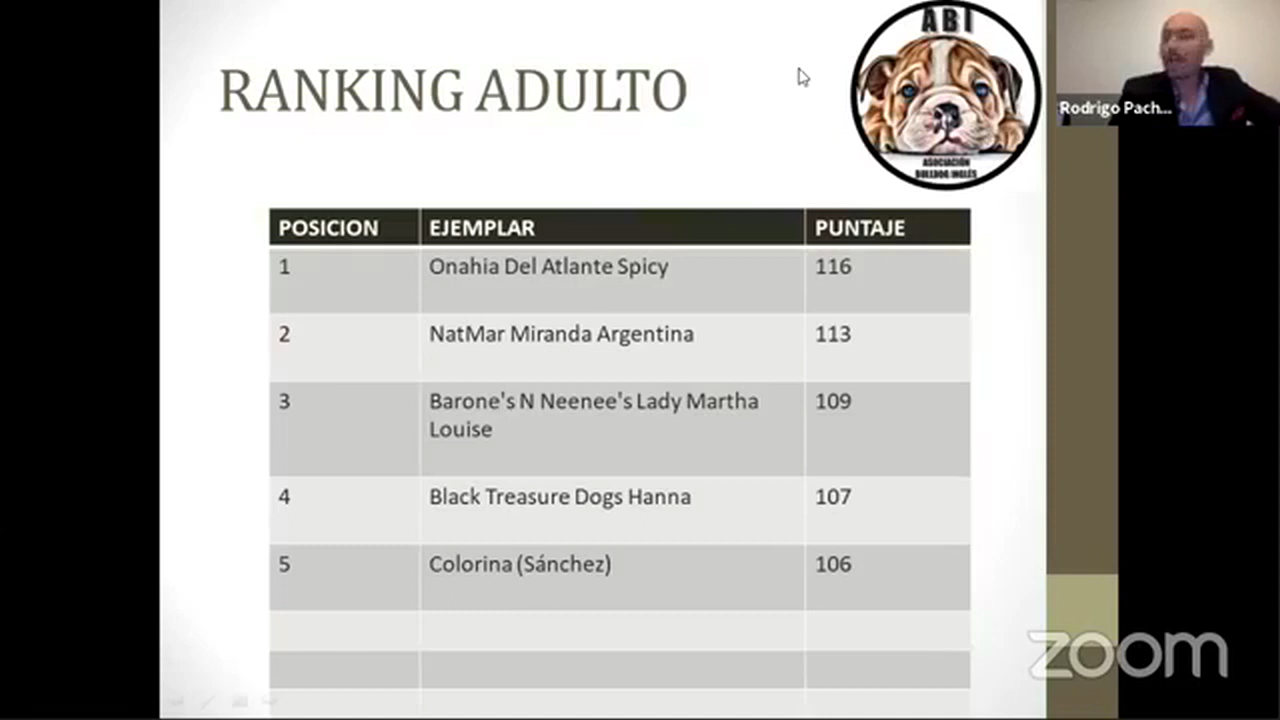 ABI
RANKING ADULTO
Rodrigo Pach...
ASOCIACIÓN
BULLDOG INGLÉS
POSICION EJEMPLAR PUNTAJE
1 Onahia Del Atlante Spicy 116
2 NatMar Miranda Argentina 113
3 Barone's N Neenee's Lady Martha 109
Louise
4 Black Treasure Dogs Hanna 107
5 Colorina (Sánchez) 106
zoom